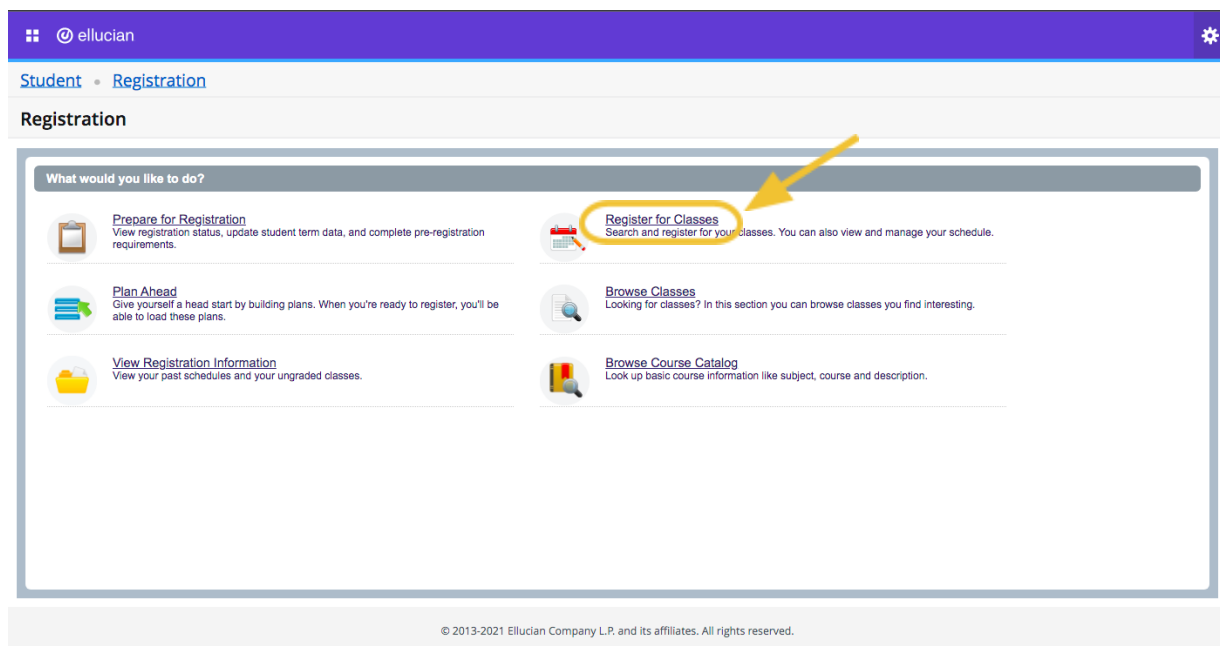 ellucian
Student • Registration
Registration
What would you like to do?
Prepare for Registration
View registration status, update student term data, and complete pre-registration
requirements.
Register for Classes
Search and register for your classes. You can also view and manage your schedule.
Plan Ahead
Give yourself a head start by building plans. When you're ready to register, you'll be
able to load these plans.
Browse Classes
Looking for classes? In this section you can browse classes you find interesting.
View Registration Information
View your past schedules and your ungraded classes.
Browse Course Catalog
Look up basic course information like subject, course and description.
© 2013-2021 Ellucian Company L.P. and its affiliates. All rights reserved.